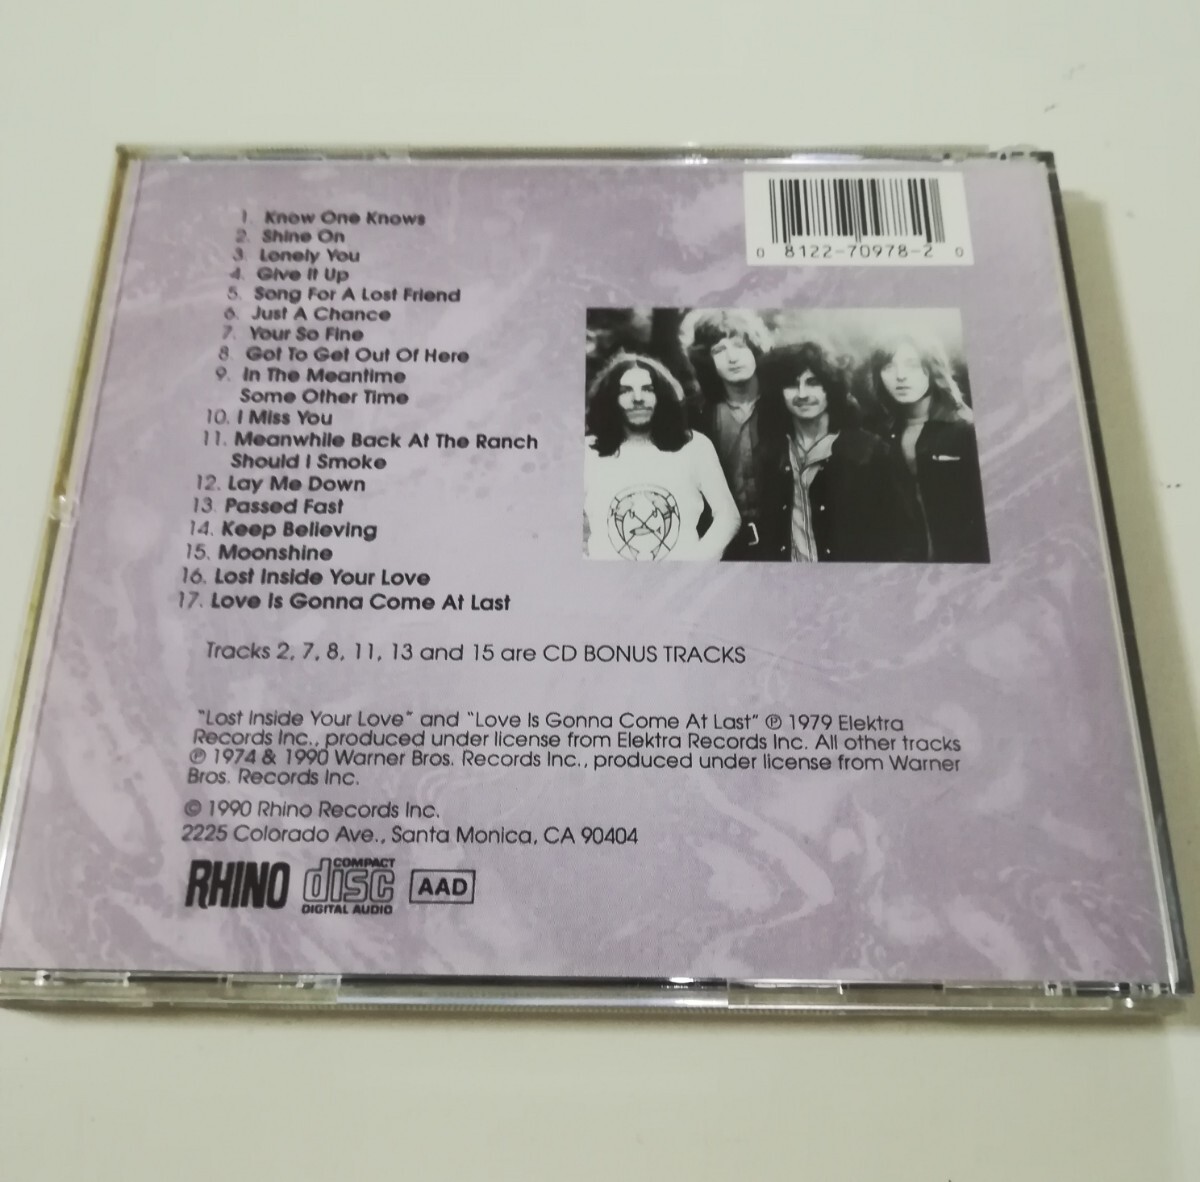 1. Know One Knows
2. Shine On
3. Lonely You
4. Give It Up
5. Song For A Lost Friend
6. Just A Chance
7. Your So Fine
8. Got To Get Out Of Here
9. In The Meantime
Some Other Time
10. I Miss You
11. Meanwhile Back At The Ranch
Should I Smoke
12. Lay Me Down
13. Passed Fast
14. Keep Believing
15. Moonshine
16. Lost Inside Your Love
17. Love Is Gonna Come At Last
0 8122-70978-2 0
Tracks 2, 7, 8, 11, 13 and 15 are CD BONUS TRACKS
"Lost Inside Your Love" and "Love Is Gonna Come At Last" ℗ 1979 Elektra
Records Inc., produced under license from Elektra Records Inc. All other tracks
℗ 1974 & 1990 Warner Bros. Records Inc., produced under license from Warner
Bros. Records Inc.
© 1990 Rhino Records Inc.
2225 Colorado Ave., Santa Monica, CA 90404
RHINO COMPACT disc DIGITAL AUDIO AAD